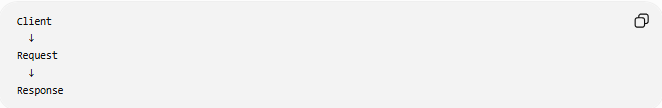 Client
↓
Request
↓
Response